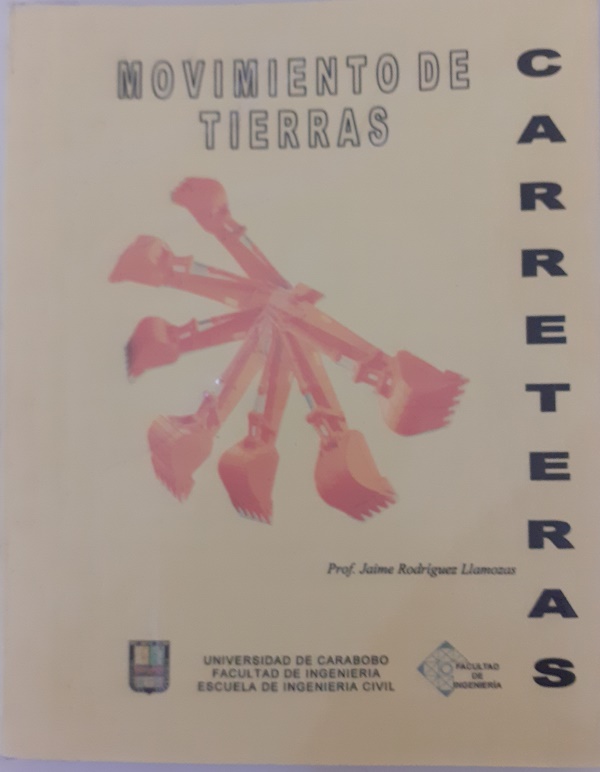 MOVIMIENTO DE
TIERRAS
CARRETERAS
Prof. Jaime Rodríguez Llamozas
UNIVERSIDAD DE CARABOBO
FACULTAD DE INGENIERIA
ESCUELA DE INGENIERIA CIVIL
FACULTAD
DE
INGENIERÍA